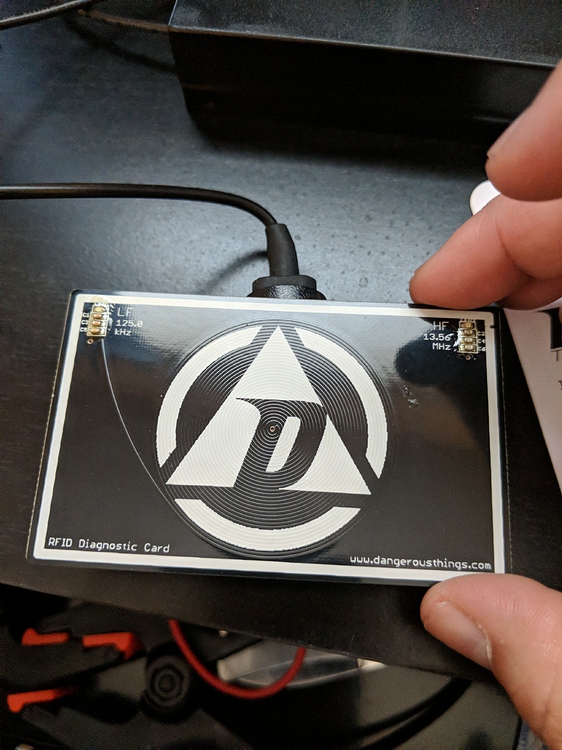 LF
125.0
kHz
HF
13.56
MHz
D
RFID Diagnostic Card
www.dangerousthings.com